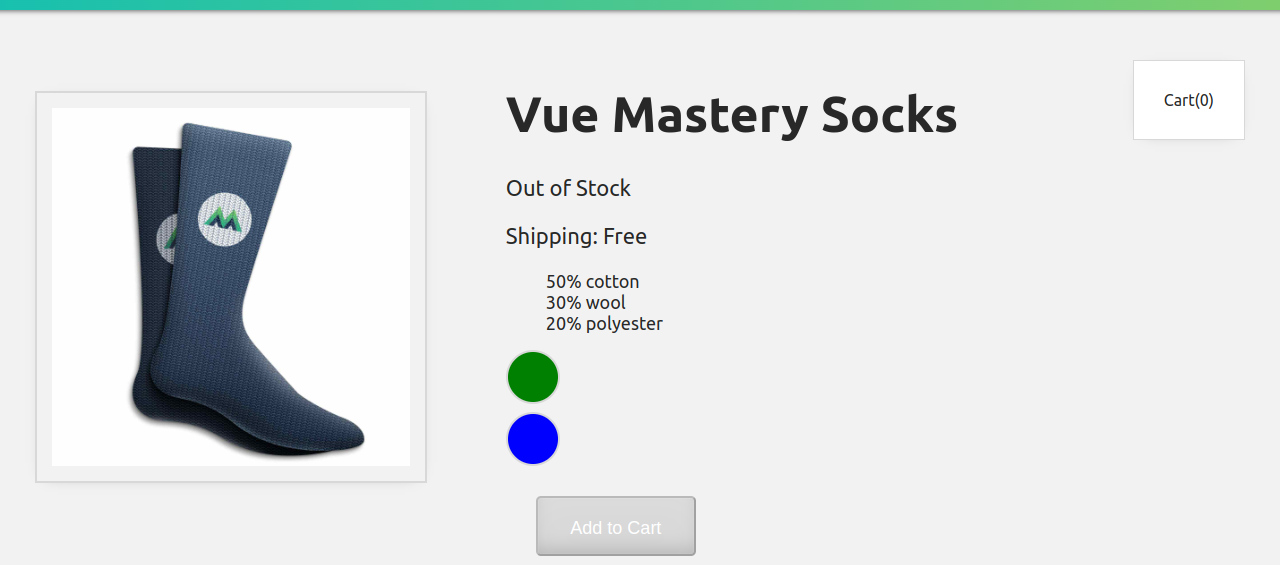 Vue Mastery Socks
Cart(0)
Out of Stock
Shipping: Free
50% cotton
30% wool
20% polyester
Add to Cart